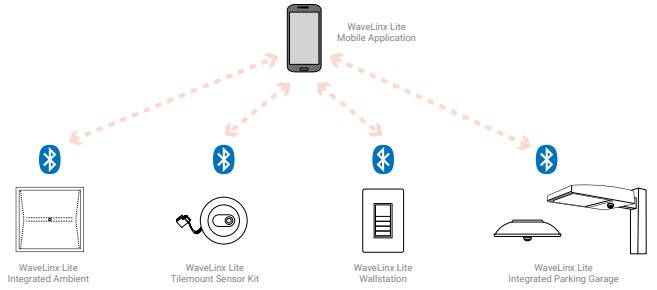 WaveLinx Lite
Mobile Application
WaveLinx Lite
Integrated Ambient
WaveLinx Lite
Tilemount Sensor Kit
WaveLinx Lite
Wallstation
WaveLinx Lite
Integrated Parking Garage